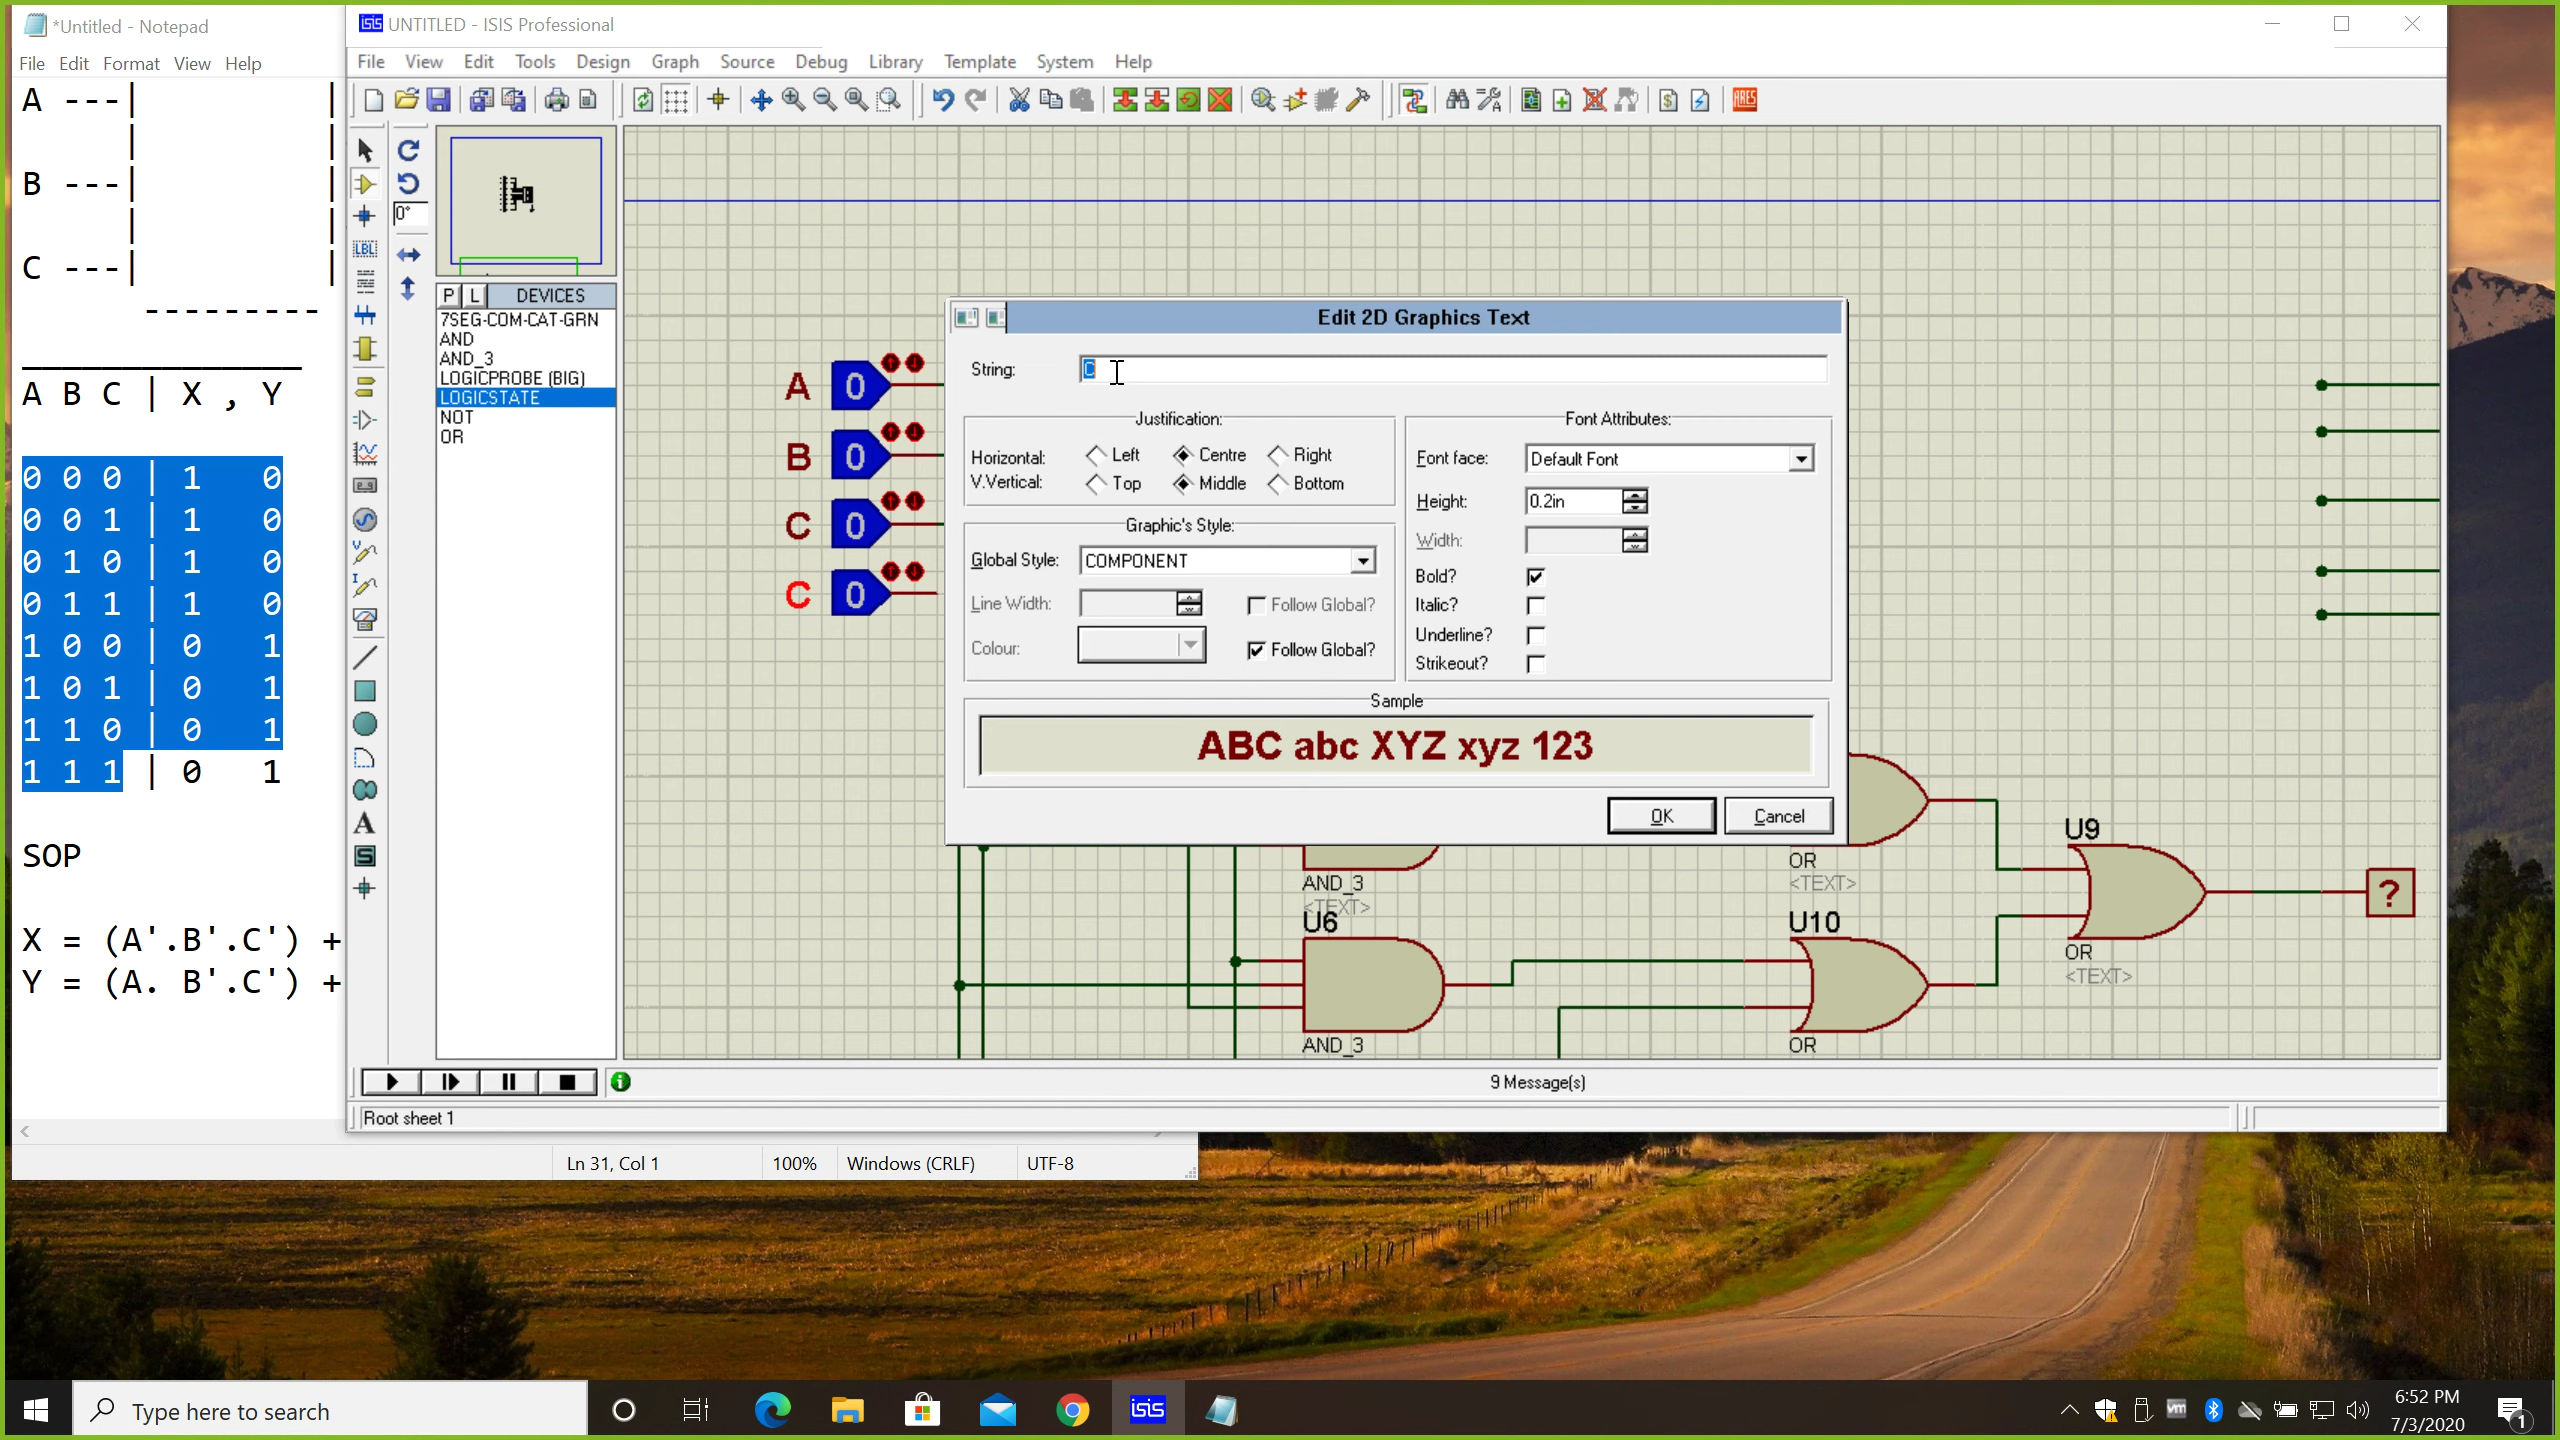 *Untitled - Notepad
File Edit Format View Help
A ---| |
| |
B ---| |
| |
C ---| |
---------
______________
A B C | X , Y
0 0 0 | 1 0
0 0 1 | 1 0
0 1 0 | 1 0
0 1 1 | 1 0
1 0 0 | 0 1
1 0 1 | 0 1
1 1 0 | 0 1
1 1 1 | 0 1
SOP
X = (A'.B'.C') +
Y = (A. B'.C') +
Ln 31, Col 1 100% Windows (CRLF) UTF-8
isis UNTITLED - ISIS Professional
File View Edit Tools Design Graph Source Debug Library Template System Help
ARES
0°
LBL
A
S
P L DEVICES
7SEG-COM-CAT-GRN
AND
AND_3
LOGICPROBE (BIG)
LOGICSTATE
NOT
OR
A 0
B 0
C 0
C 0
Edit 2D Graphics Text
String: C
Justification:
Horizontal: Left Centre Right
V.Vertical: Top Middle Bottom
Graphic's Style:
Global Style: COMPONENT
Line Width: Follow Global?
Colour: Follow Global?
Font Attributes:
Font face: Default Font
Height: 0.2in
Width:
Bold?
Italic?
Underline?
Strikeout?
Sample
ABC abc XYZ xyz 123
OK Cancel
AND_3
<TEXT>
U6
AND_3
OR
<TEXT>
U10
OR
U9
OR
<TEXT>
?
9 Message(s)
Root sheet 1
Type here to search
isis
vm
6:52 PM
7/3/2020
1